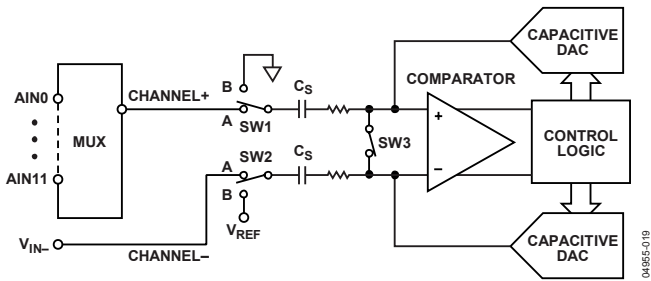 CAPACITIVE
DAC
B
CS
COMPARATOR
AIN0
CHANNEL+
A
SW1
+
MUX
SW3
CONTROL
LOGIC
A
SW2
CS
–
AIN11
B
VREF
VIN–
CHANNEL–
CAPACITIVE
DAC
04955-019